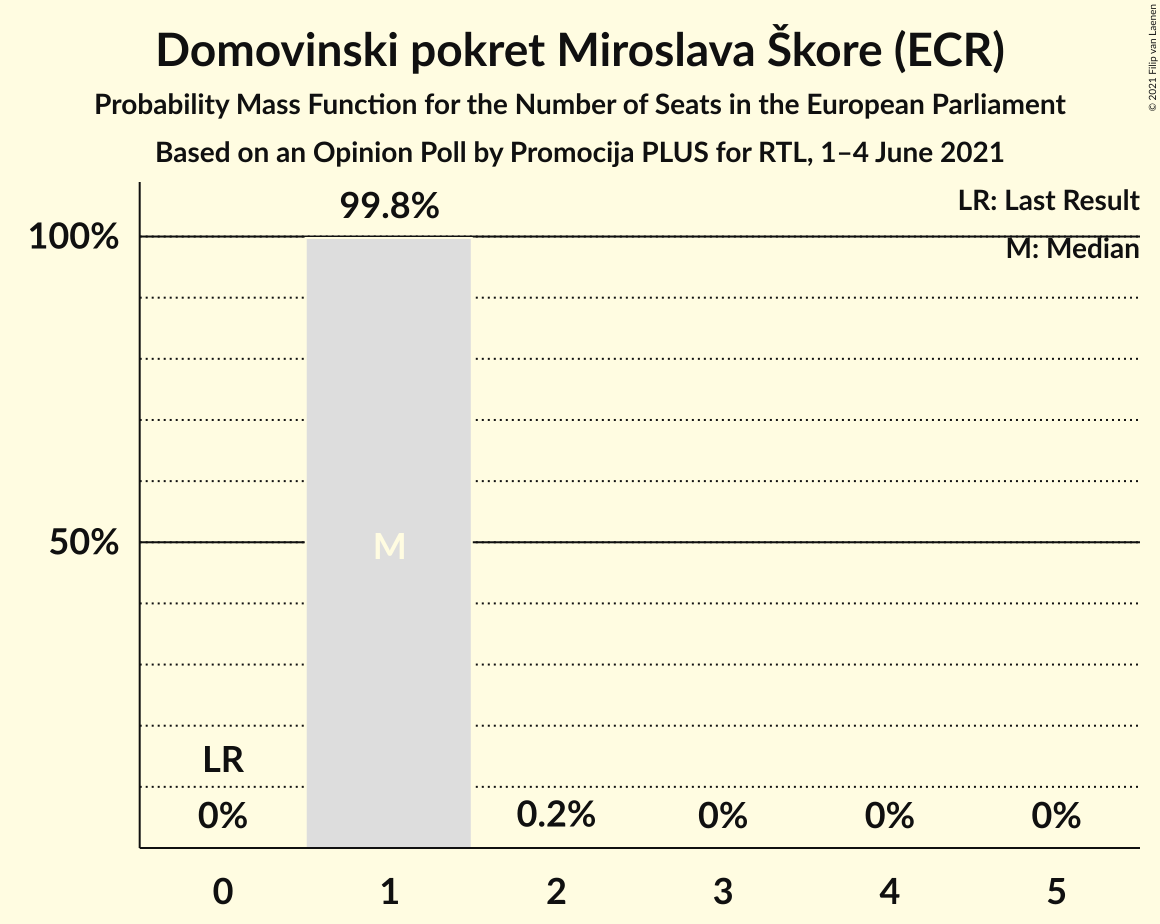 Domovinski pokret Miroslava Škore (ECR)
Probability Mass Function for the Number of Seats in the European Parliament
Based on an Opinion Poll by Promocija PLUS for RTL, 1–4 June 2021
© 2021 Filip van Laenen
LR: Last Result
M: Median
99.8%
100%
50%
M
LR
0%
0.2%
0%
0%
0%
0 1 2 3 4 5